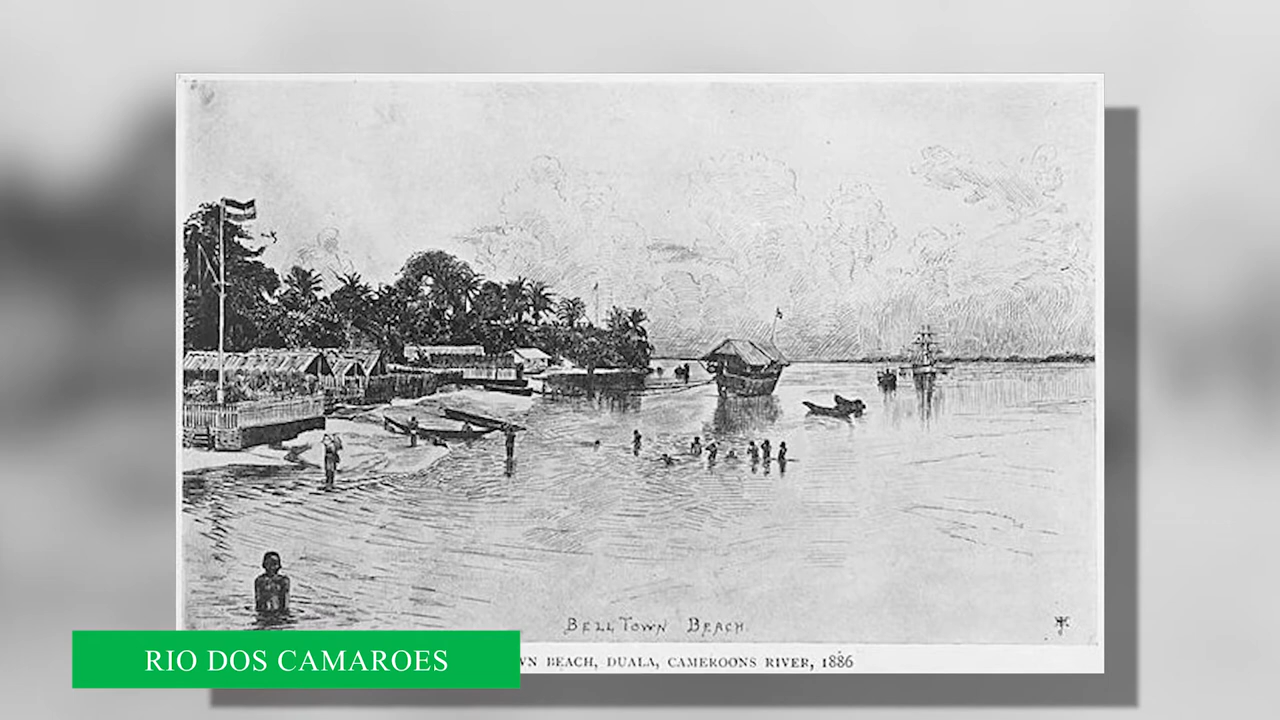 BELL TOWN BEACH
WN BEACH, DUALA, CAMEROONS RIVER, 1886
RIO DOS CAMAROES